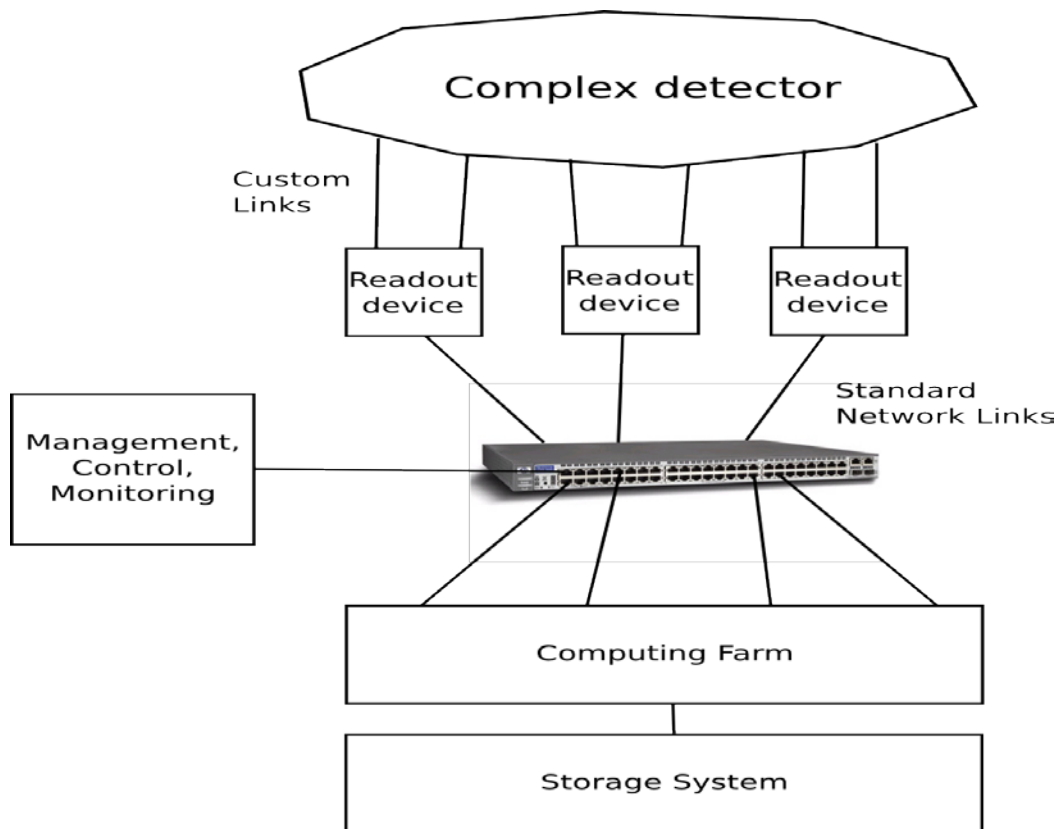 Complex detector
Custom
Links
Readout
device
Readout
device
Readout
device
Standard
Network Links
Management,
Control,
Monitoring
Computing Farm
Storage System